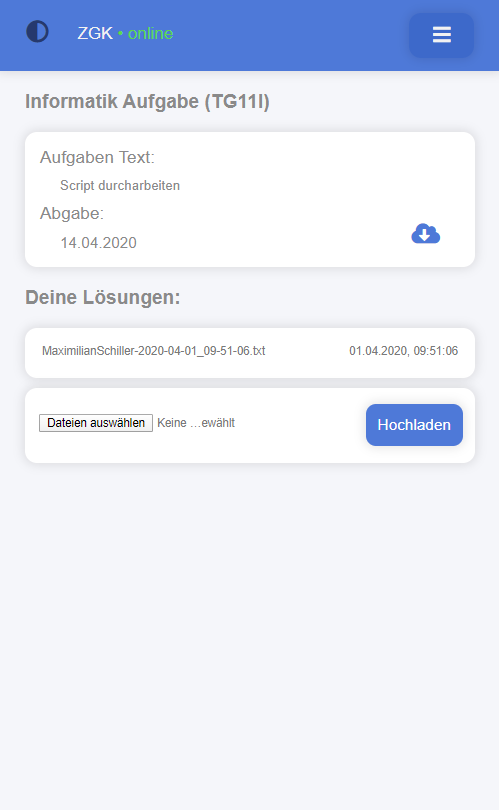 ZGK • online
Informatik Aufgabe (TG11I)
Aufgaben Text:
Script durcharbeiten
Abgabe:
14.04.2020
Deine Lösungen:
MaximilianSchiller-2020-04-01_09-51-06.txt 01.04.2020, 09:51:06
Dateien auswählen Keine ...ewählt Hochladen